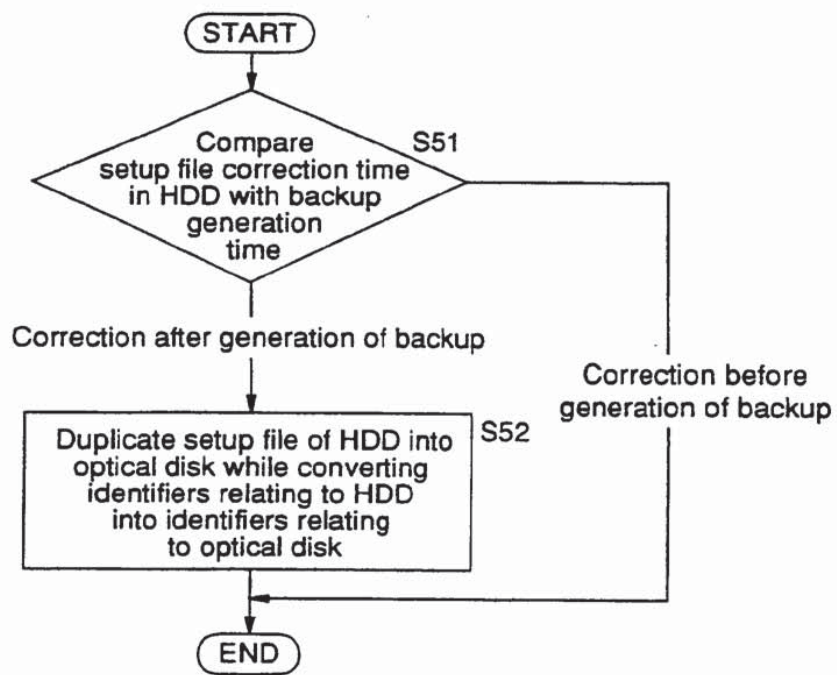 START
Compare
setup file correction time
in HDD with backup
generation
time
S51
Correction after generation of backup
Correction before
generation of backup
Duplicate setup file of HDD into
optical disk while converting
identifiers relating to HDD
into identifiers relating
to optical disk
S52
END